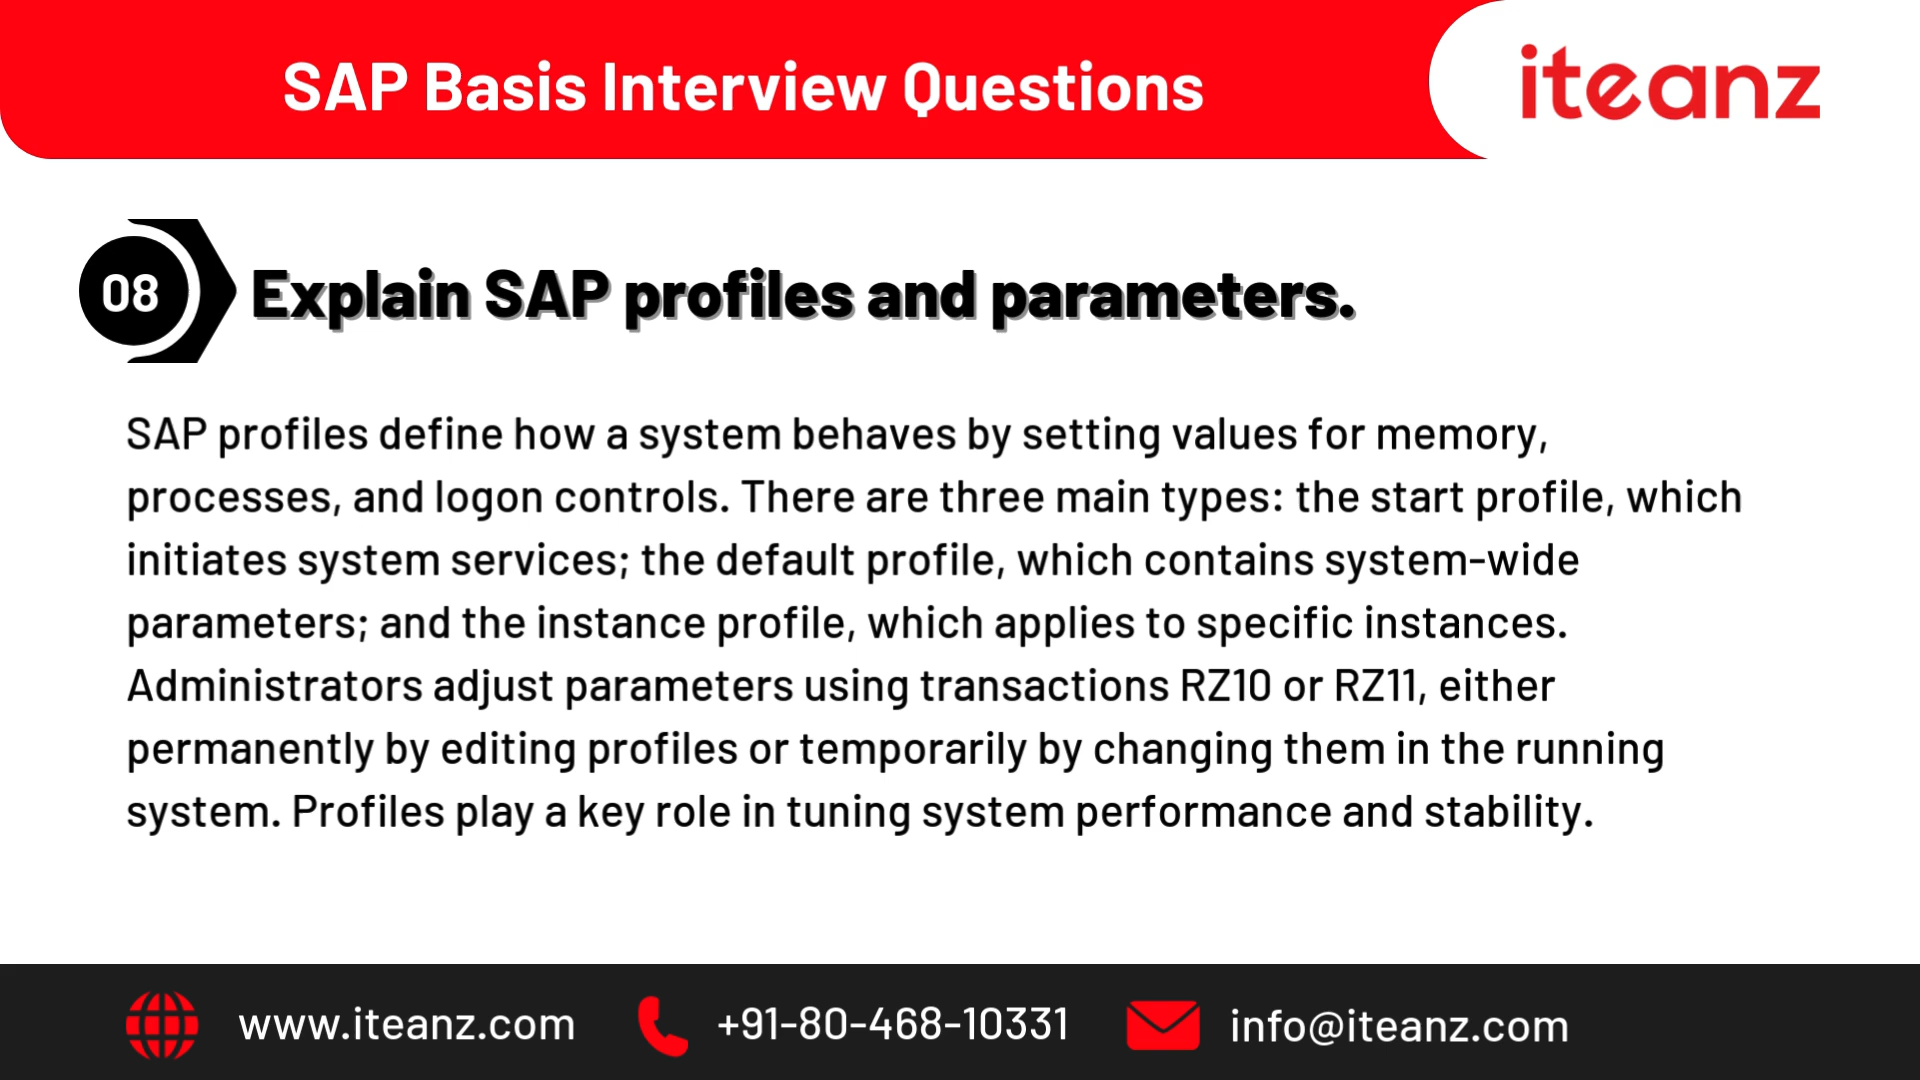 SAP Basis Interview Questions
iteanz
08
Explain SAP profiles and parameters.
SAP profiles define how a system behaves by setting values for memory,
processes, and logon controls. There are three main types: the start profile, which
initiates system services; the default profile, which contains system-wide
parameters; and the instance profile, which applies to specific instances.
Administrators adjust parameters using transactions RZ10 or RZ11, either
permanently by editing profiles or temporarily by changing them in the running
system. Profiles play a key role in tuning system performance and stability.
www.iteanz.com
+91-80-468-10331
info@iteanz.com